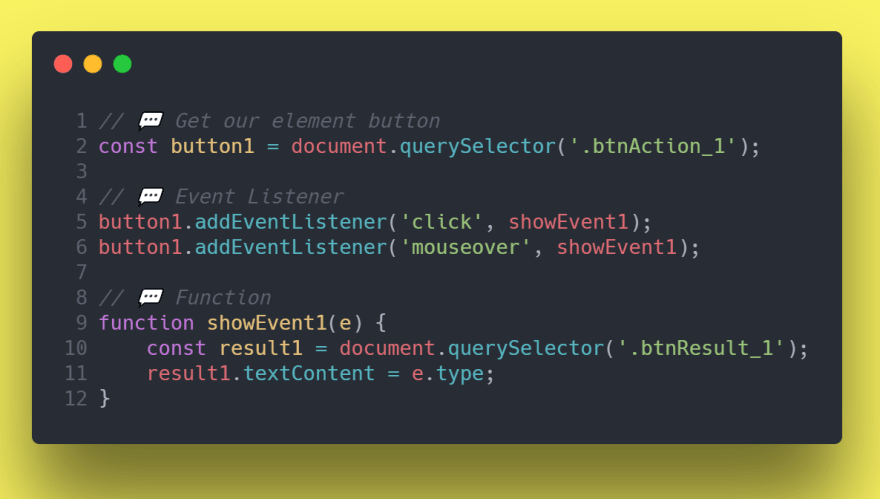 1 // 💬 Get our element button
2 const button1 = document.querySelector('.btnAction_1');
3
4 // 💬 Event Listener
5 button1.addEventListener('click', showEvent1);
6 button1.addEventListener('mouseover', showEvent1);
7
8 // 💬 Function
9 function showEvent1(e) {
10     const result1 = document.querySelector('.btnResult_1');
11     result1.textContent = e.type;
12 }